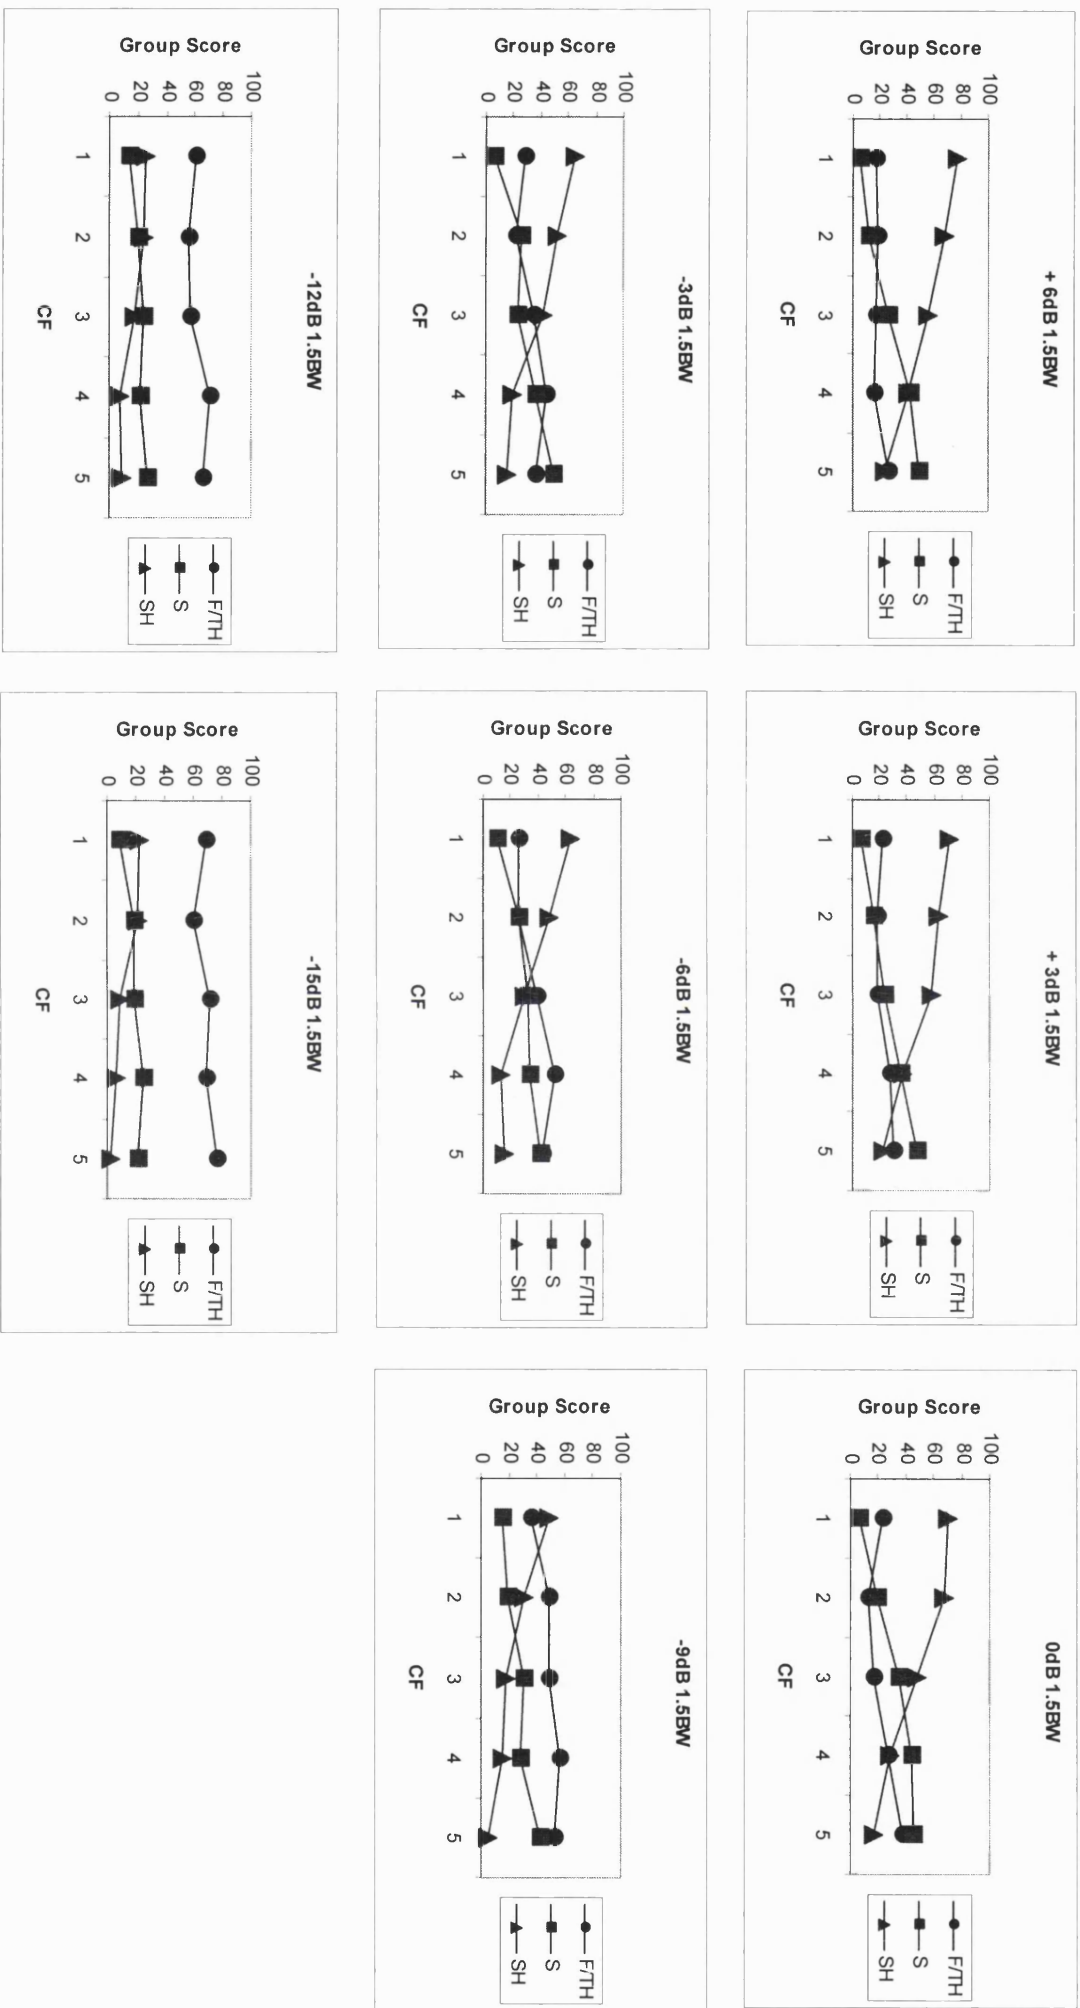 + 6dB 1.5BW
Group Score
100
80
60
40
20
0
1 2 3 4 5
CF
F/TH
S
SH
+ 3dB 1.5BW
Group Score
100
80
60
40
20
0
1 2 3 4 5
CF
F/TH
S
SH
0dB 1.5BW
Group Score
100
80
60
40
20
0
1 2 3 4 5
CF
F/TH
S
SH
-3dB 1.5BW
Group Score
100
80
60
40
20
0
1 2 3 4 5
CF
F/TH
S
SH
-6dB 1.5BW
Group Score
100
80
60
40
20
0
1 2 3 4 5
CF
F/TH
S
SH
-9dB 1.5BW
Group Score
100
80
60
40
20
0
1 2 3 4 5
CF
F/TH
S
SH
-12dB 1.5BW
Group Score
100
80
60
40
20
0
1 2 3 4 5
CF
F/TH
S
SH
-15dB 1.5BW
Group Score
100
80
60
40
20
0
1 2 3 4 5
CF
F/TH
S
SH